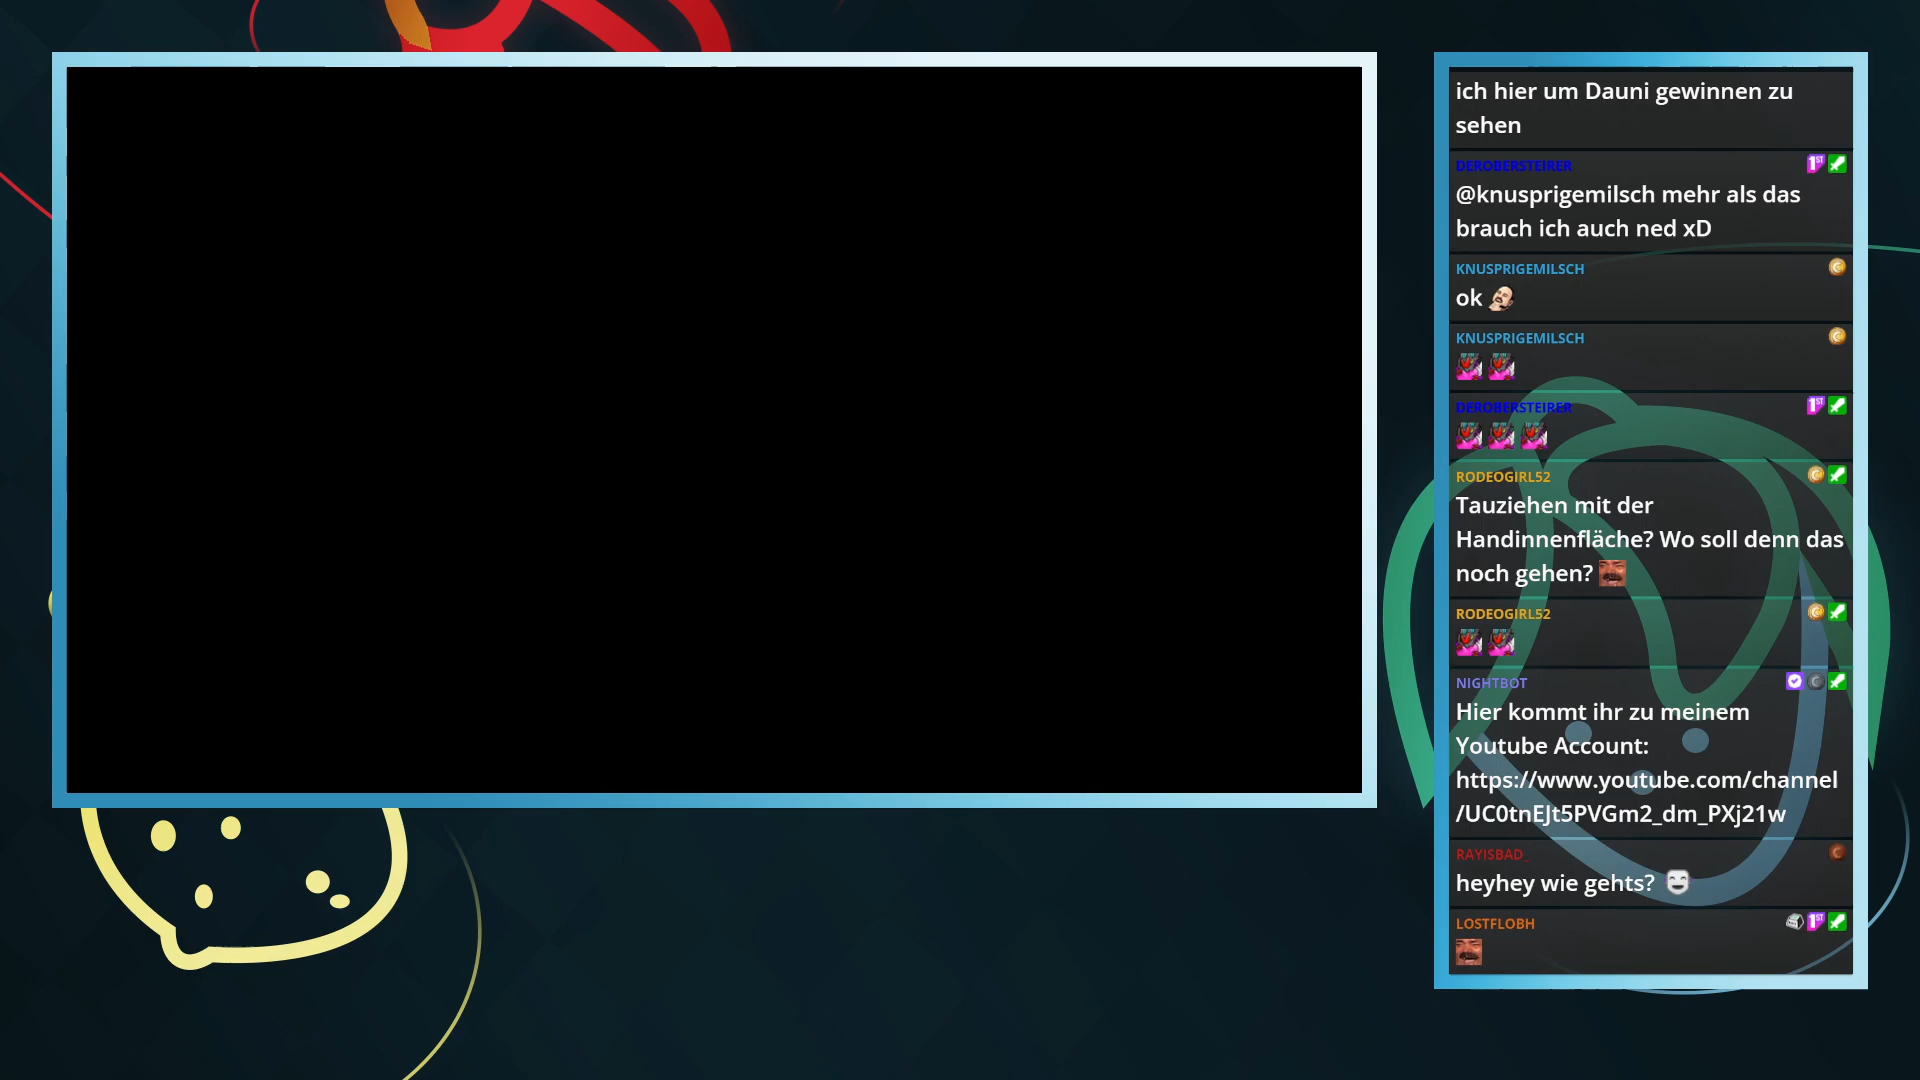 ich hier um Dauni gewinnen zu
sehen
DEROBERSTEIRER
@knusprigemilsch mehr als das
brauch ich auch ned xD
KNUSPRIGEMILSCH
ok
KNUSPRIGEMILSCH
DEROBERSTEIRER
RODEOGIRL52
Tauziehen mit der
Handinnenfläche? Wo soll denn das
noch gehen?
RODEOGIRL52
NIGHTBOT
Hier kommt ihr zu meinem
Youtube Account:
https://www.youtube.com/channel
/UC0tnEJt5PVGm2_dm_PXj21w
RAYISBAD_
heyhey wie gehts?
LOSTFLOBH